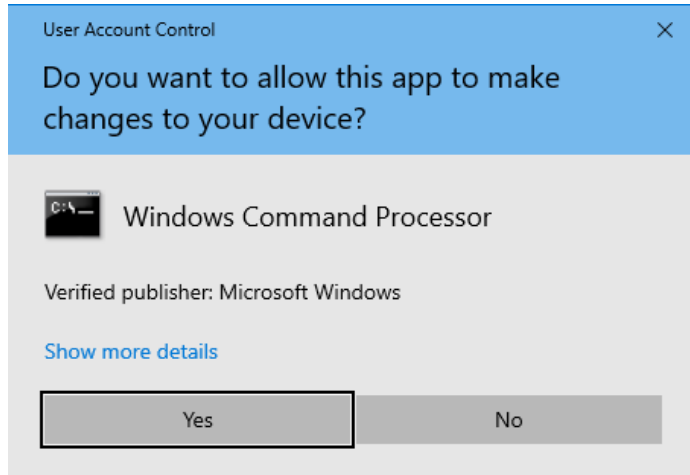 User Account Control
Do you want to allow this app to make
changes to your device?
C:\_
Windows Command Processor
Verified publisher: Microsoft Windows
Show more details
Yes
No